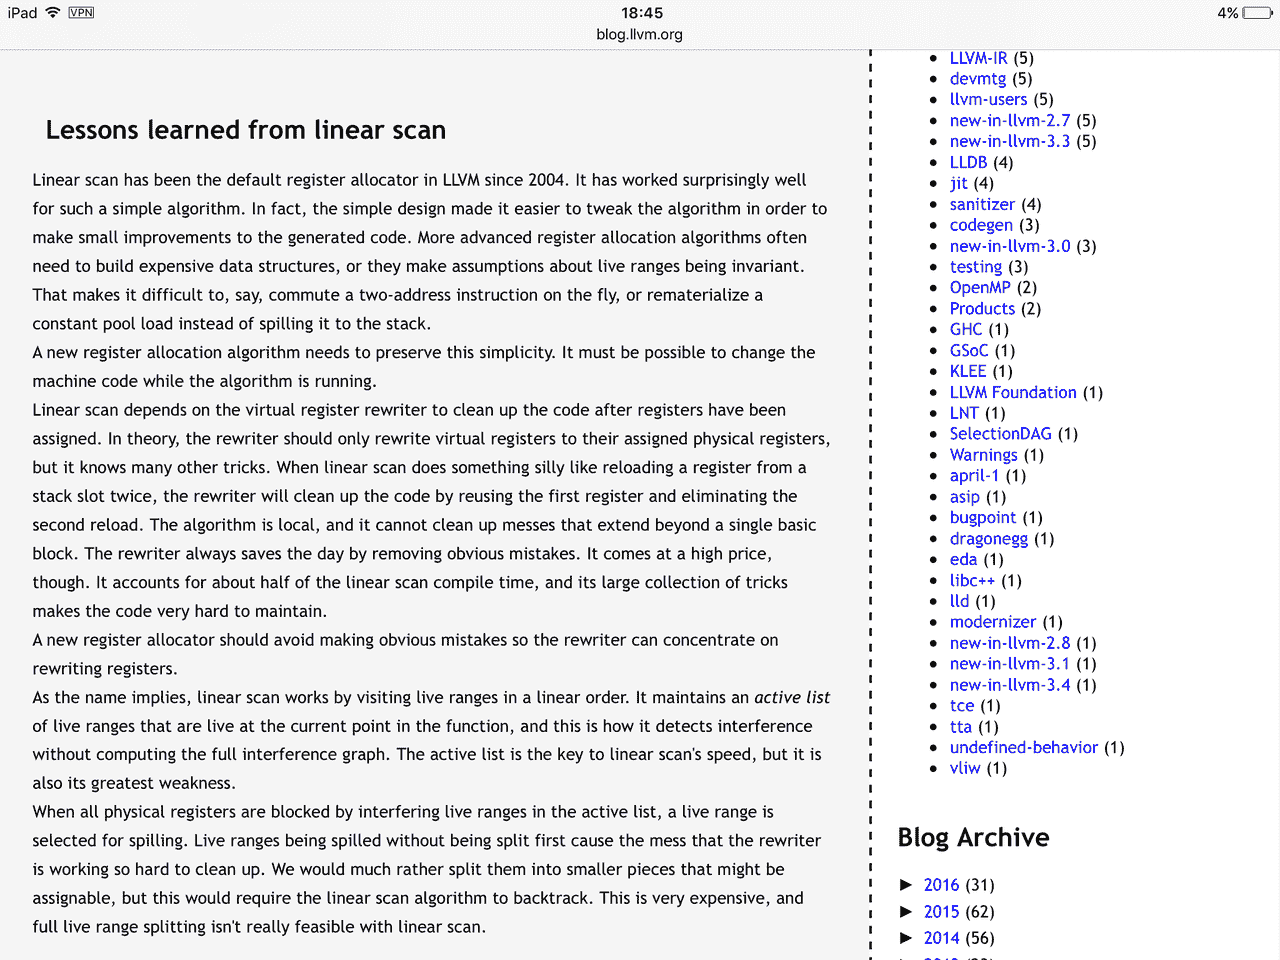 iPad VPN 18:45 4%
blog.llvm.org
Lessons learned from linear scan
Linear scan has been the default register allocator in LLVM since 2004. It has worked surprisingly well
for such a simple algorithm. In fact, the simple design made it easier to tweak the algorithm in order to
make small improvements to the generated code. More advanced register allocation algorithms often
need to build expensive data structures, or they make assumptions about live ranges being invariant.
That makes it difficult to, say, commute a two-address instruction on the fly, or rematerialize a
constant pool load instead of spilling it to the stack.
A new register allocation algorithm needs to preserve this simplicity. It must be possible to change the
machine code while the algorithm is running.
Linear scan depends on the virtual register rewriter to clean up the code after registers have been
assigned. In theory, the rewriter should only rewrite virtual registers to their assigned physical registers,
but it knows many other tricks. When linear scan does something silly like reloading a register from a
stack slot twice, the rewriter will clean up the code by reusing the first register and eliminating the
second reload. The algorithm is local, and it cannot clean up messes that extend beyond a single basic
block. The rewriter always saves the day by removing obvious mistakes. It comes at a high price,
though. It accounts for about half of the linear scan compile time, and its large collection of tricks
makes the code very hard to maintain.
A new register allocator should avoid making obvious mistakes so the rewriter can concentrate on
rewriting registers.
As the name implies, linear scan works by visiting live ranges in a linear order. It maintains an active list
of live ranges that are live at the current point in the function, and this is how it detects interference
without computing the full interference graph. The active list is the key to linear scan's speed, but it is
also its greatest weakness.
When all physical registers are blocked by interfering live ranges in the active list, a live range is
selected for spilling. Live ranges being spilled without being split first cause the mess that the rewriter
is working so hard to clean up. We would much rather split them into smaller pieces that might be
assignable, but this would require the linear scan algorithm to backtrack. This is very expensive, and
full live range splitting isn't really feasible with linear scan.
LLVM-IR (5)
devmtg (5)
llvm-users (5)
new-in-llvm-2.7 (5)
new-in-llvm-3.3 (5)
LLDB (4)
jit (4)
sanitizer (4)
codegen (3)
new-in-llvm-3.0 (3)
testing (3)
OpenMP (2)
Products (2)
GHC (1)
GSoC (1)
KLEE (1)
LLVM Foundation (1)
LNT (1)
SelectionDAG (1)
Warnings (1)
april-1 (1)
asip (1)
bugpoint (1)
dragonegg (1)
eda (1)
libc++ (1)
lld (1)
modernizer (1)
new-in-llvm-2.8 (1)
new-in-llvm-3.1 (1)
new-in-llvm-3.4 (1)
tce (1)
tta (1)
undefined-behavior (1)
vliw (1)
Blog Archive
► 2016 (31)
► 2015 (62)
► 2014 (56)